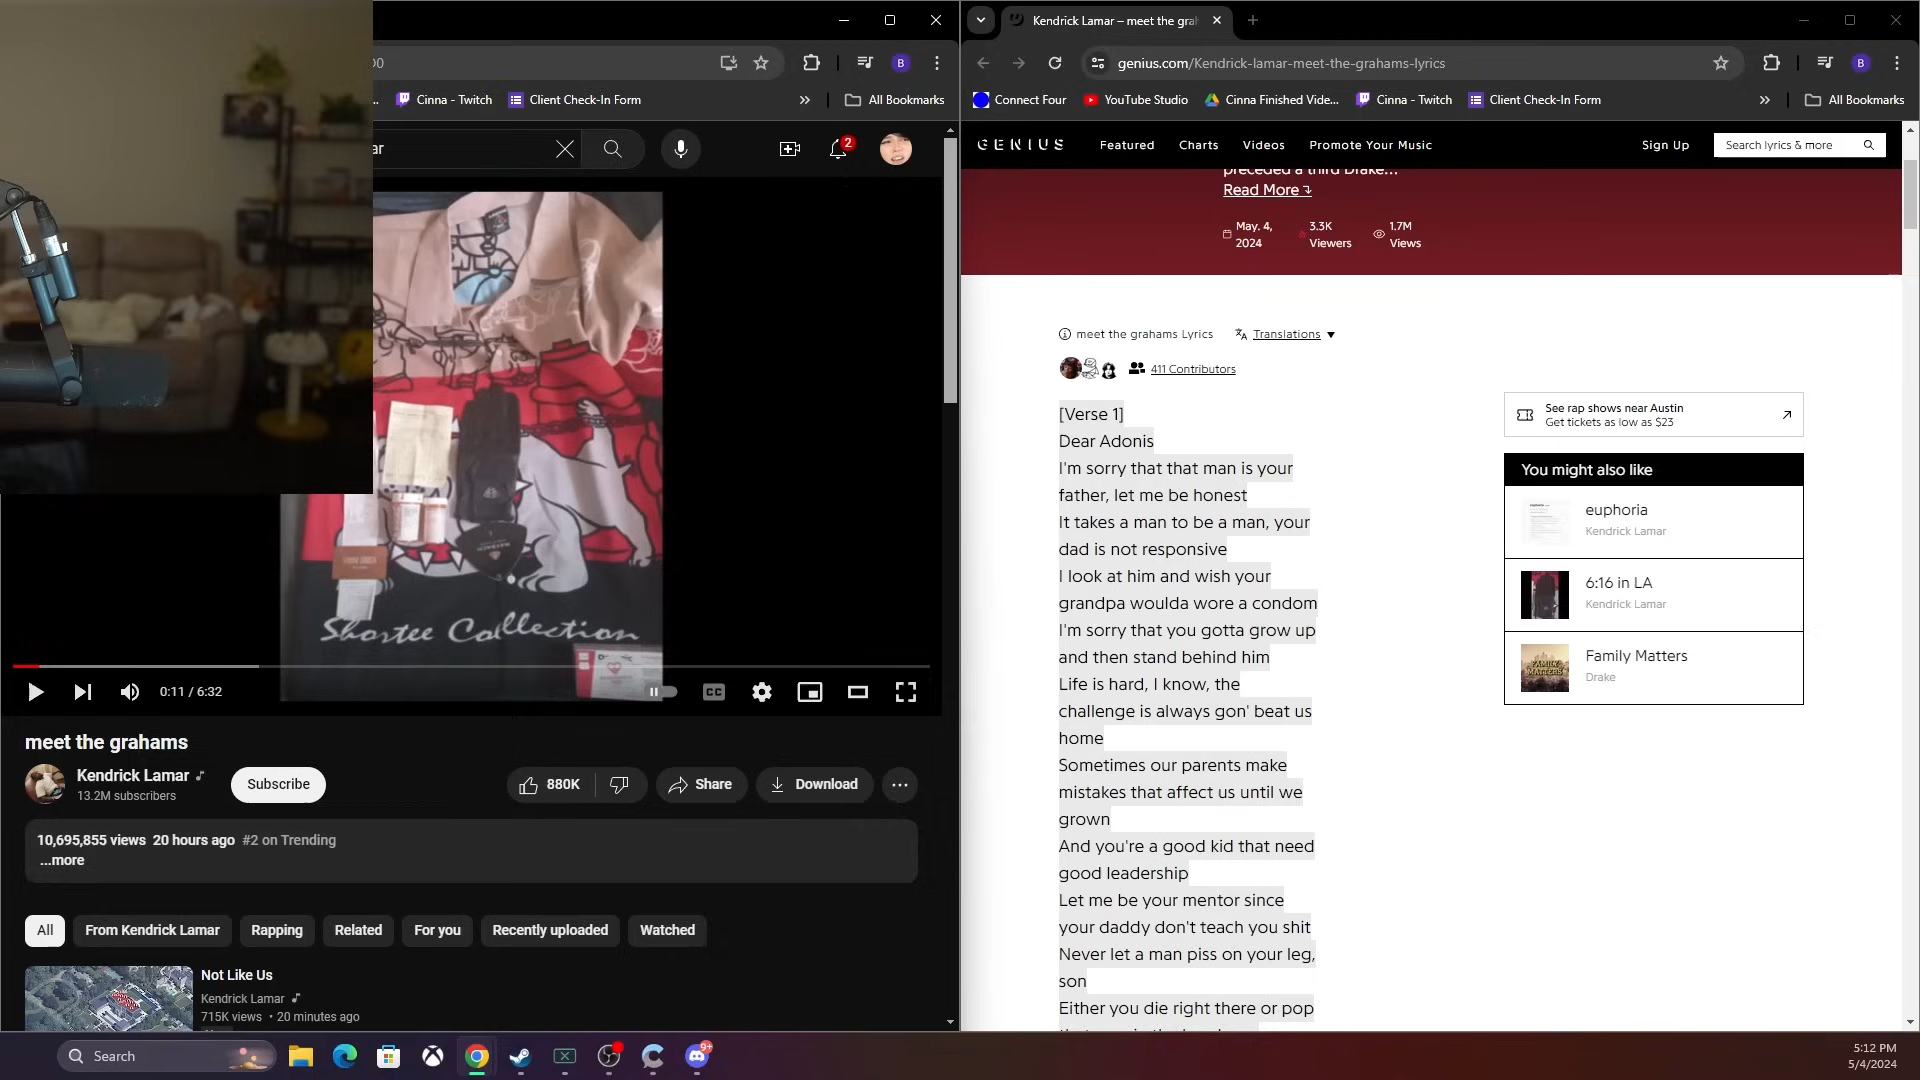 00
...
Cinna - Twitch
Client Check-In Form
All Bookmarks
B
ar
2
Shortee Collection
0:11 / 6:32
CC
meet the grahams
Kendrick Lamar
13.2M subscribers
Subscribe
880K
Share
Download
10,695,855 views 20 hours ago #2 on Trending
...more
All
From Kendrick Lamar
Rapping
Related
For you
Recently uploaded
Watched
Not Like Us
Kendrick Lamar
715K views • 20 minutes ago
Kendrick Lamar – meet the gra
genius.com/Kendrick-lamar-meet-the-grahams-lyrics
B
Connect Four
YouTube Studio
Cinna Finished Vide...
Cinna - Twitch
Client Check-In Form
All Bookmarks
GENIUS
Featured
Charts
Videos
Promote Your Music
Sign Up
Search lyrics & more
preceded a third Drake...
Read More
May. 4,
2024
3.3K
Viewers
1.7M
Views
meet the grahams Lyrics
Translations
411 Contributors
[Verse 1]
Dear Adonis
I'm sorry that that man is your
father, let me be honest
It takes a man to be a man, your
dad is not responsive
I look at him and wish your
grandpa woulda wore a condom
I'm sorry that you gotta grow up
and then stand behind him
Life is hard, I know, the
challenge is always gon' beat us
home
Sometimes our parents make
mistakes that affect us until we
grown
And you're a good kid that need
good leadership
Let me be your mentor since
your daddy don't teach you shit
Never let a man piss on your leg,
son
Either you die right there or pop
See rap shows near Austin
Get tickets as low as $23
You might also like
euphoria
Kendrick Lamar
6:16 in LA
Kendrick Lamar
FAMILY
MATTERS
Family Matters
Drake
Search
9+
5:12 PM
5/4/2024